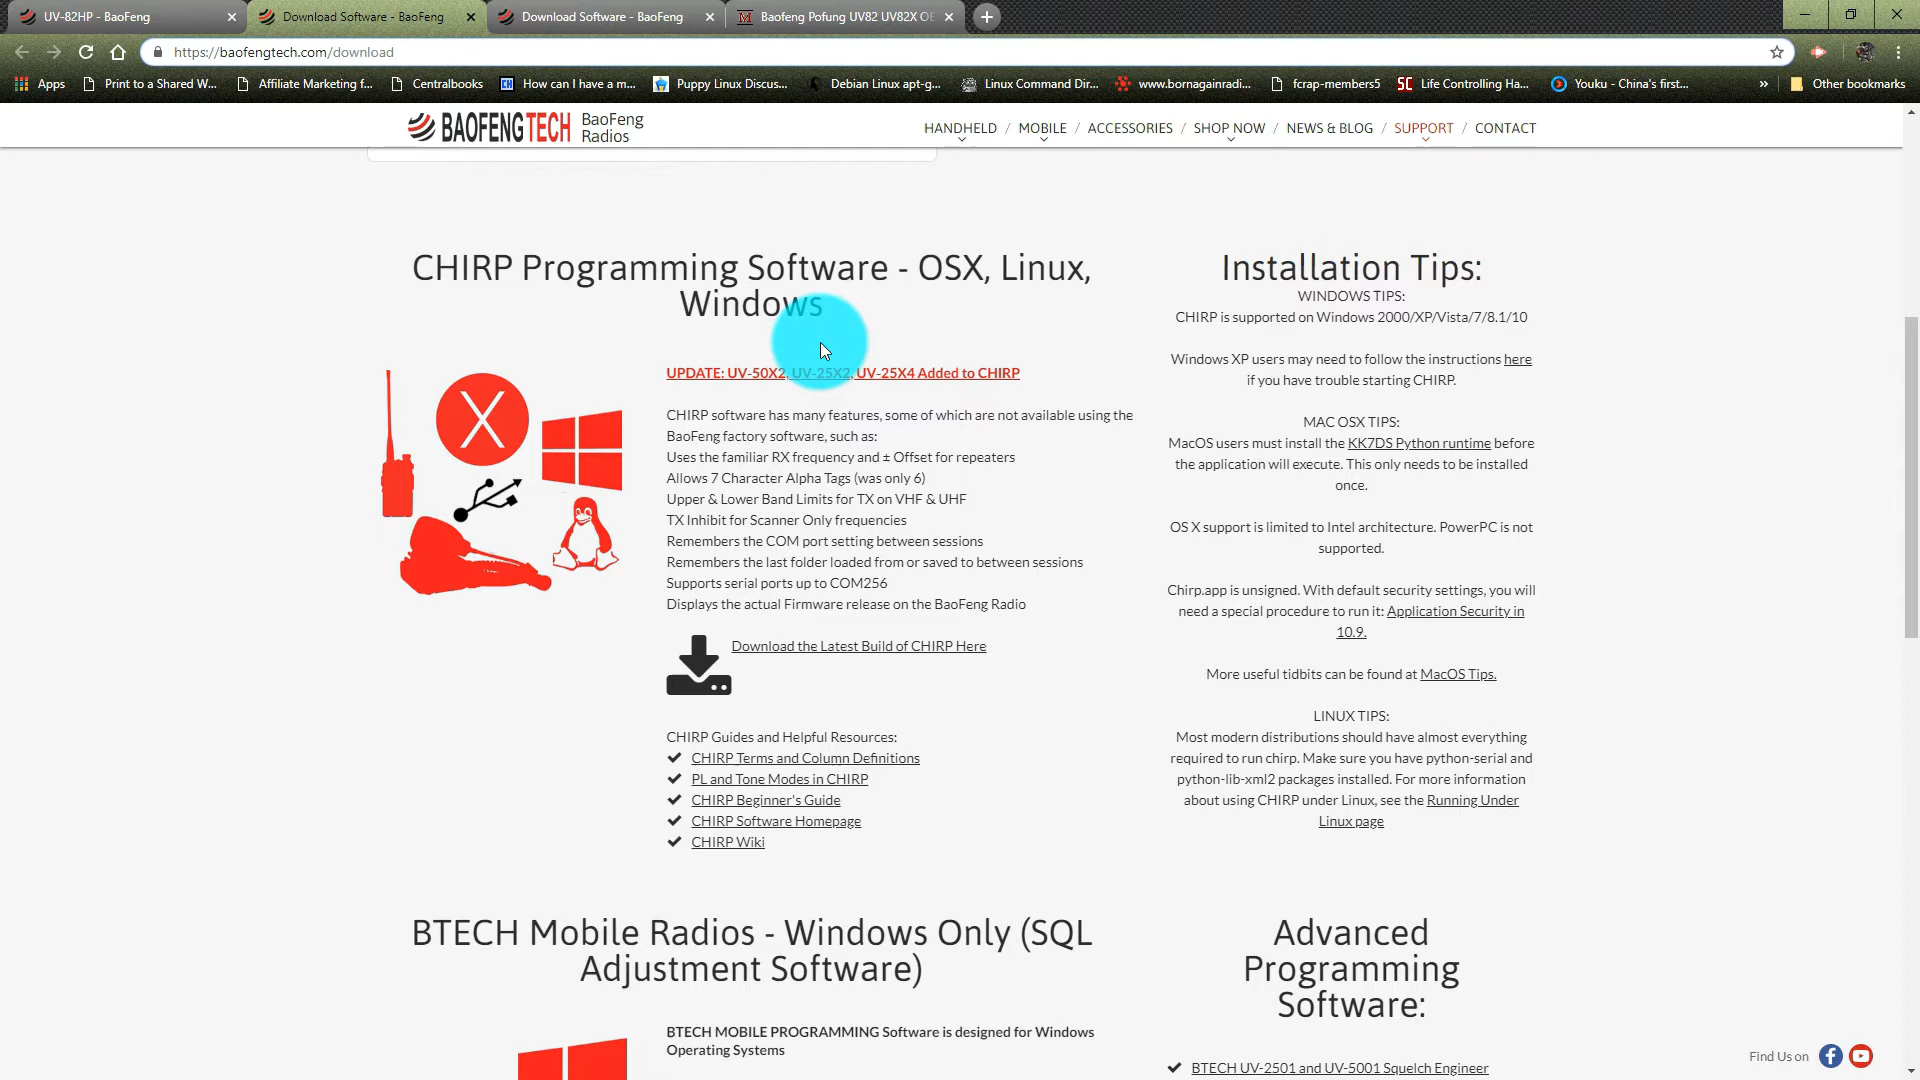 UV-82HP - BaoFeng
Download Software - BaoFeng
Download Software - BaoFeng
Baofeng Pofung UV82 UV82X OE
https://baofengtech.com/download
Apps
Print to a Shared W...
Affiliate Marketing f...
Centralbooks
How can I have a m...
Puppy Linux Discus...
Debian Linux apt-g...
Linux Command Dir...
www.bornagainradi...
fcrap-members5
Life Controlling Ha...
Youku - China's first...
»
Other bookmarks
BAOFENGTECH
BaoFeng
Radios
HANDHELD / MOBILE / ACCESSORIES / SHOP NOW / NEWS & BLOG / SUPPORT / CONTACT
CHIRP Programming Software - OSX, Linux,
Windows
UPDATE: UV-50X2, UV-25X2, UV-25X4 Added to CHIRP
CHIRP software has many features, some of which are not available using the
BaoFeng factory software, such as:
Uses the familiar RX frequency and ± Offset for repeaters
Allows 7 Character Alpha Tags (was only 6)
Upper & Lower Band Limits for TX on VHF & UHF
TX Inhibit for Scanner Only frequencies
Remembers the COM port setting between sessions
Remembers the last folder loaded from or saved to between sessions
Supports serial ports up to COM256
Displays the actual Firmware release on the BaoFeng Radio
Download the Latest Build of CHIRP Here
CHIRP Guides and Helpful Resources:
CHIRP Terms and Column Definitions
PL and Tone Modes in CHIRP
CHIRP Beginner's Guide
CHIRP Software Homepage
CHIRP Wiki
Installation Tips:
WINDOWS TIPS:
CHIRP is supported on Windows 2000/XP/Vista/7/8.1/10
Windows XP users may need to follow the instructions here
if you have trouble starting CHIRP.
MAC OSX TIPS:
MacOS users must install the KK7DS Python runtime before
the application will execute. This only needs to be installed
once.
OS X support is limited to Intel architecture. PowerPC is not
supported.
Chirp.app is unsigned. With default security settings, you will
need a special procedure to run it: Application Security in
10.9.
More useful tidbits can be found at MacOS Tips.
LINUX TIPS:
Most modern distributions should have almost everything
required to run chirp. Make sure you have python-serial and
python-lib-xml2 packages installed. For more information
about using CHIRP under Linux, see the Running Under
Linux page
BTECH Mobile Radios - Windows Only (SQL
Adjustment Software)
BTECH MOBILE PROGRAMMING Software is designed for Windows
Operating Systems
Advanced
Programming
Software:
BTECH UV-2501 and UV-5001 Squelch Engineer
Find Us on